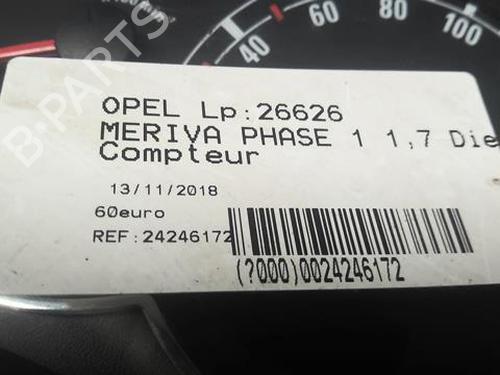 40
60
80
100
B-PARTS
OPEL Lp:26626
MERIVA PHASE 1 1,7 Die
Compteur
13/11/2018
60euro
REF:24246172
(?000)0024246172